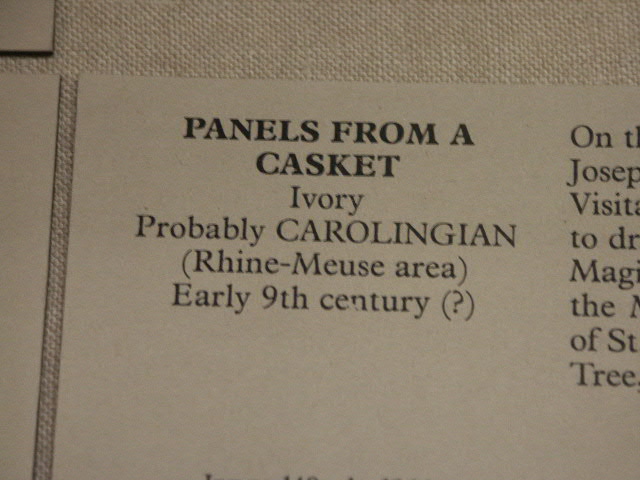 PANELS FROM A
CASKET
Ivory
Probably CAROLINGIAN
(Rhine-Meuse area)
Early 9th century (?)
On
Josep
Visita
to dr
Magi
the
of St
Tree,